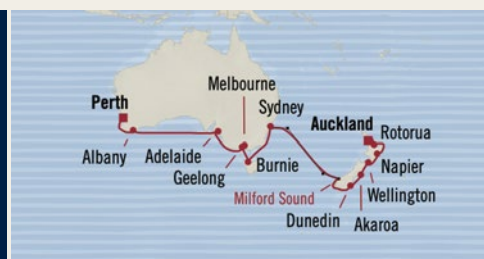 Melbourne
Perth
Sydney
Auckland
Rotorua
Albany
Adelaide
Napier
Geelong
Burnie
Wellington
Milford Sound
Dunedin
Akaroa